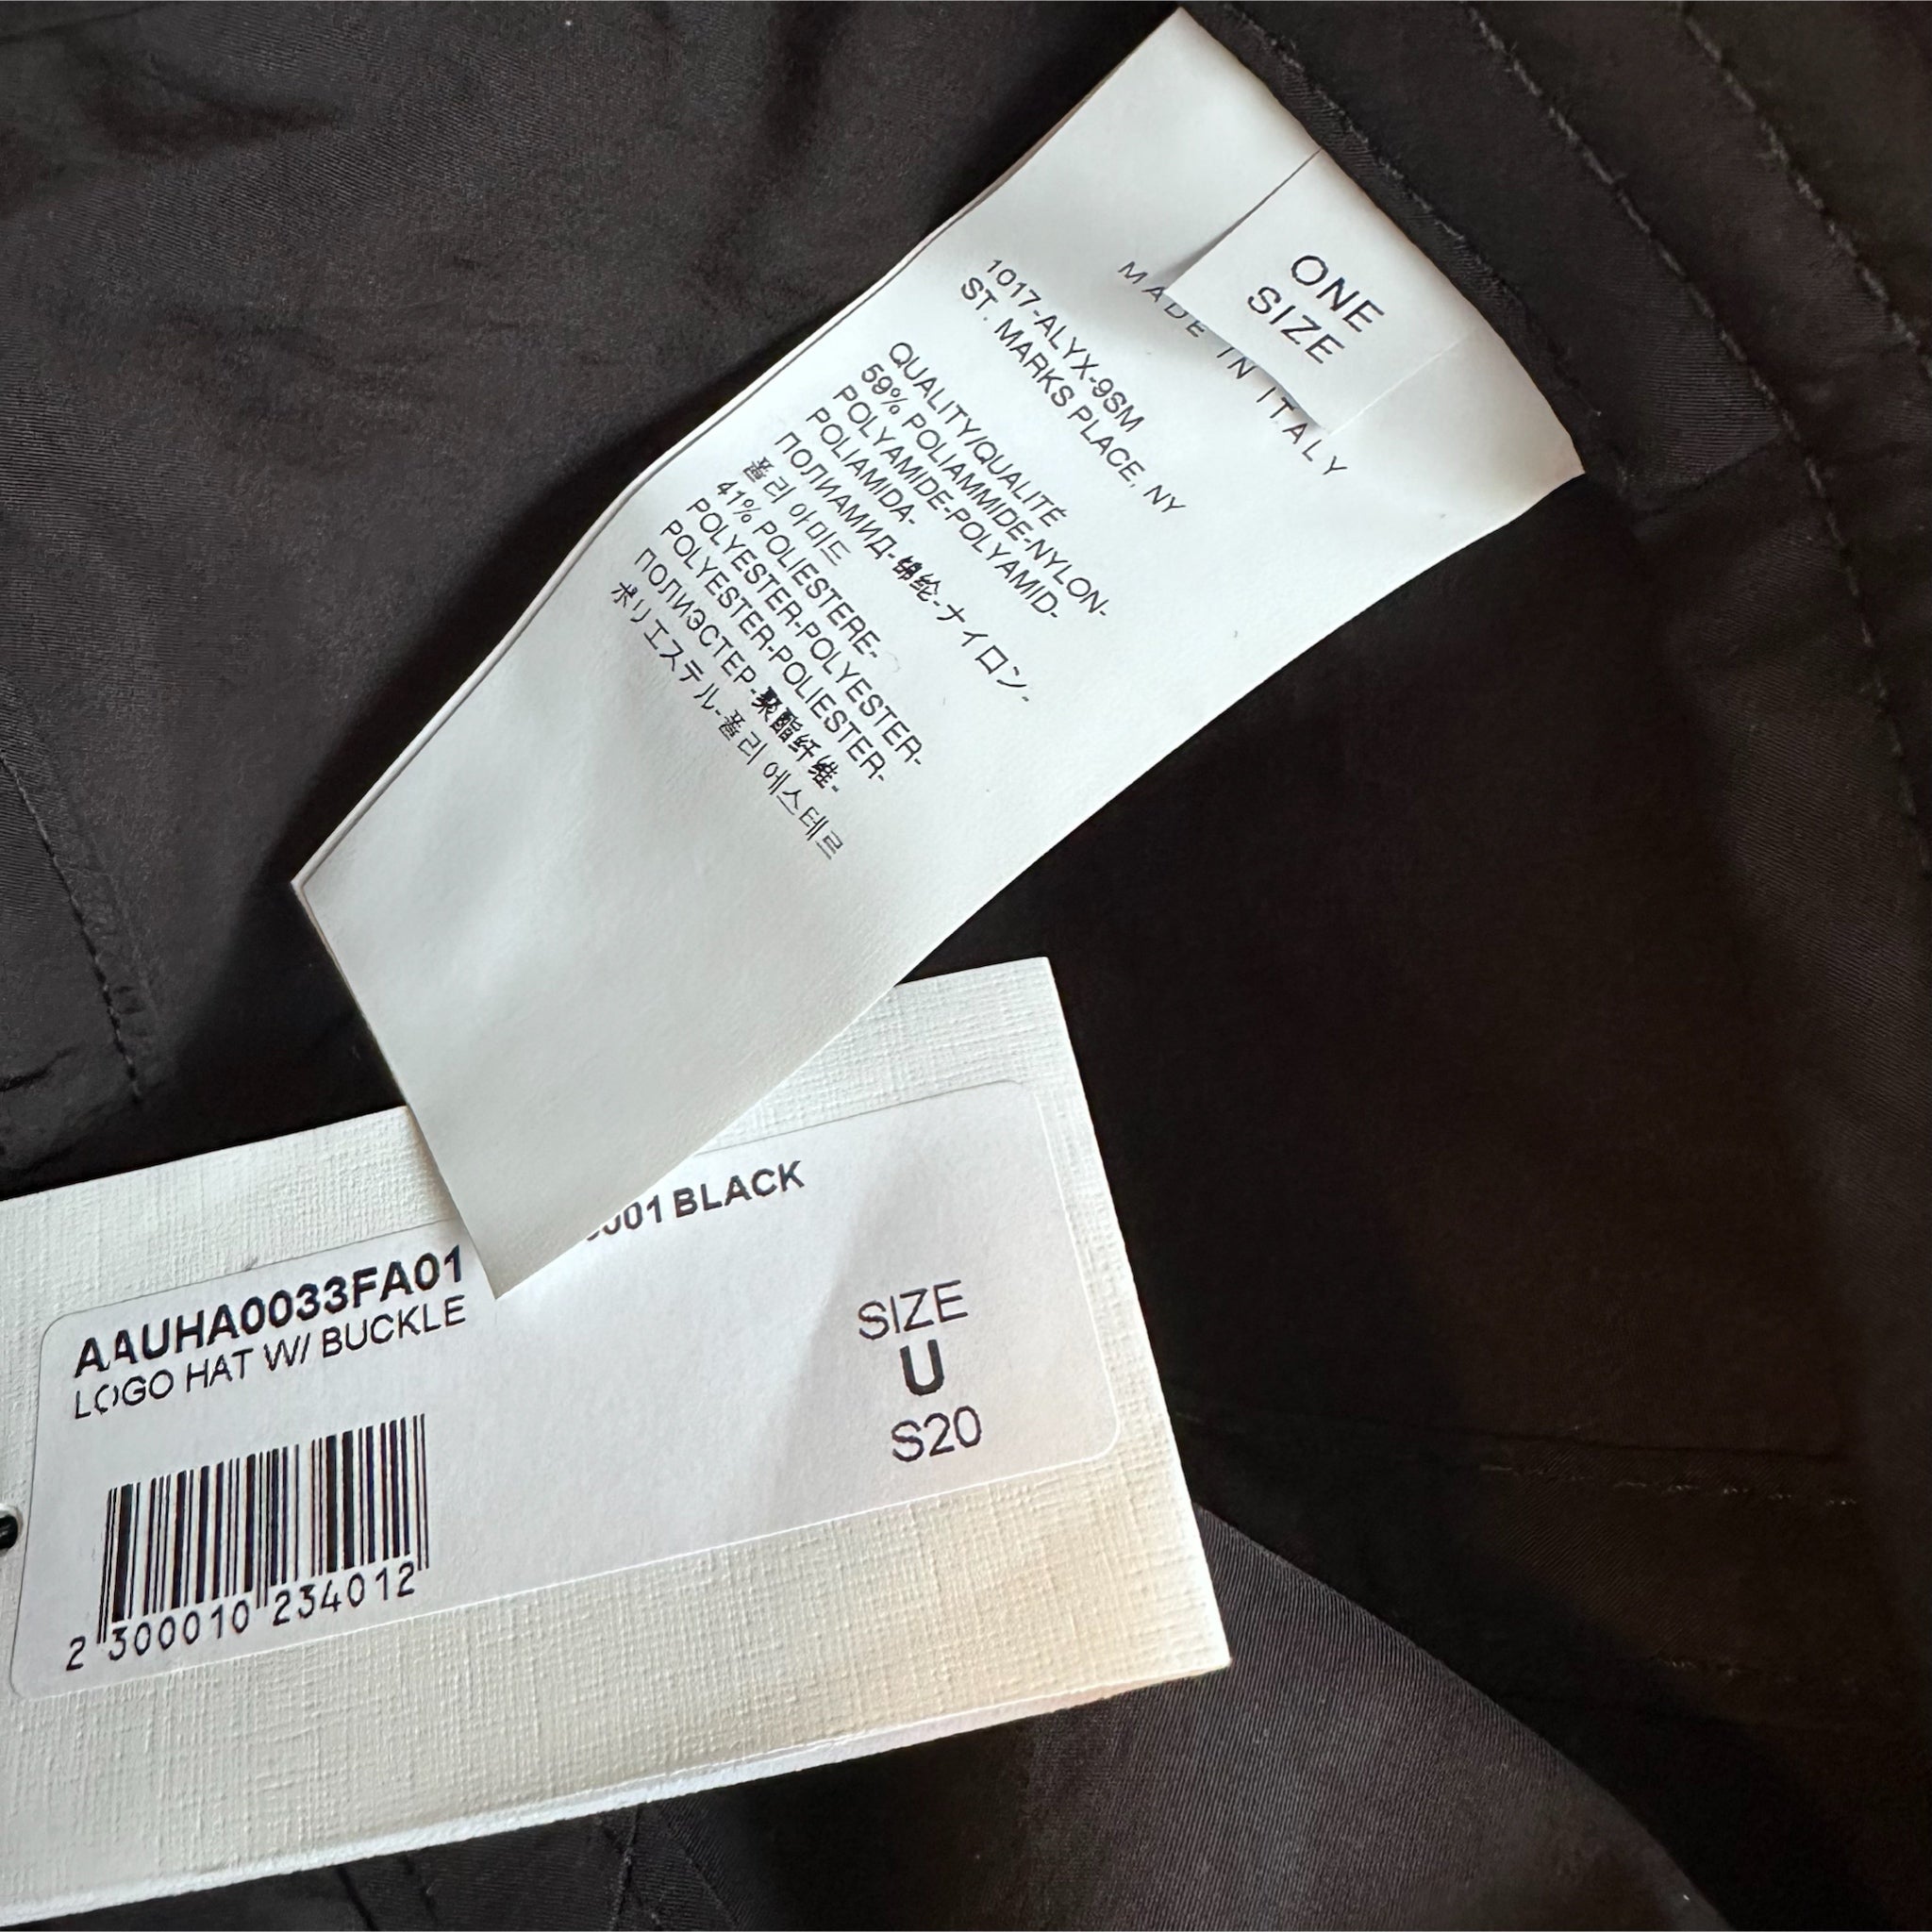 ONE
SIZE
MADE IN ITALY
1017-ALYX-9SM
ST. MARKS PLACE, NY
QUALITY/QUALITÉ
59% POLIAMMIDE-NYLON-
POLYAMIDE-POLYAMID-
POLIAMIDA-
ПОЛИАМИД-锦纶-ナイロン-
폴리 아미드
41% POLIESTERE-
POLYESTER-POLYESTER-
POLYESTER-POLIESTER-
ПОЛИЭСТЕР-聚酯纤维-
ポリエステル-폴리 에스테르
AAUHA0033FA01
BLACK
LOGO HAT W/ BUCKLE
SIZE
U
S20
2 300010 234012